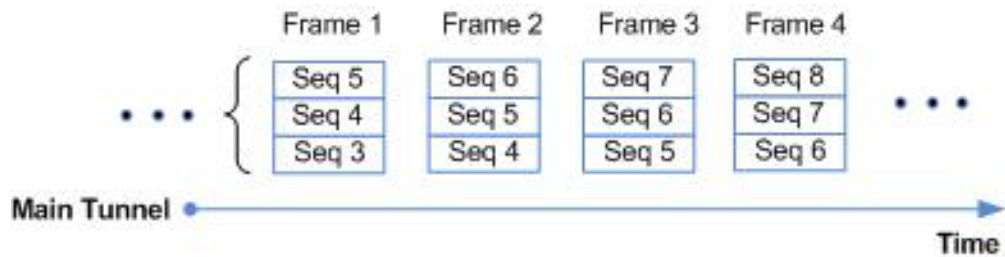 Frame 1 Frame 2 Frame 3 Frame 4
Seq 5 Seq 6 Seq 7 Seq 8
Seq 4 Seq 5 Seq 6 Seq 7
Seq 3 Seq 4 Seq 5 Seq 6
Main Tunnel
Time